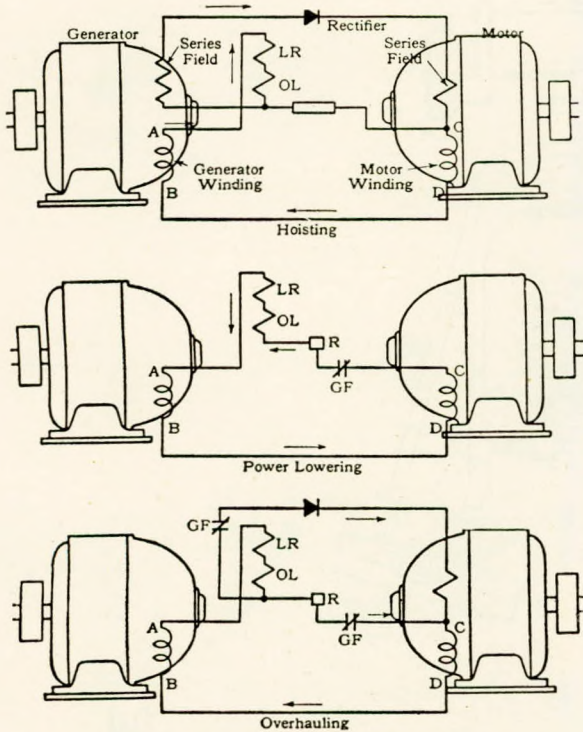 Generator
Rectifier
Motor
Series
Field
LR
OL
Series
Field
A
C
Generator
Winding
Motor
Winding
B
D
Hoisting
LR
OL
R
A
GF
C
B
D
Power Lowering
GF
LR
OL
R
A
GF
C
B
D
Overhauling